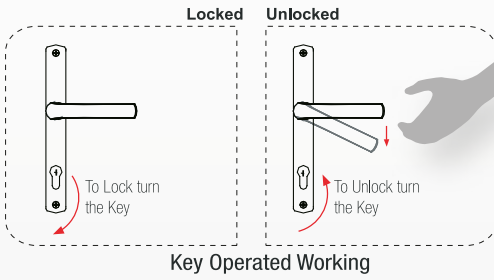 Locked
Unlocked
To Lock turn
the Key
To Unlock turn
the Key
Key Operated Working